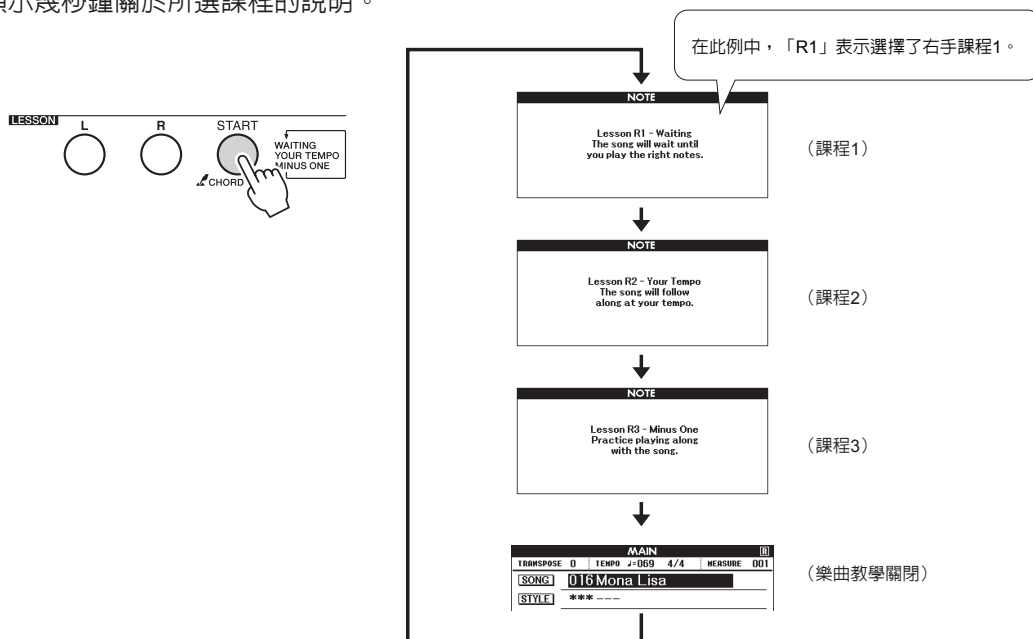 顯示幾秒鐘關於所選課程的說明。
在此例中，「R1」表示選擇了右手課程1。
LESSON
L
R
START
WAITING
YOUR TEMPO
MINUS ONE
CHORD
NOTE
Lesson R1 - Waiting
The song will wait until
you play the right notes.
（課程1）
NOTE
Lesson R2 - Your Tempo
The song will follow
along at your tempo.
（課程2）
NOTE
Lesson R3 - Minus One
Practice playing along
with the song.
（課程3）
MAIN R
TRANSPOSE 0 TEMPO ♩=069 4/4 MEASURE 001
SONG 016 Mona Lisa
STYLE *** ---
（樂曲教學關閉）